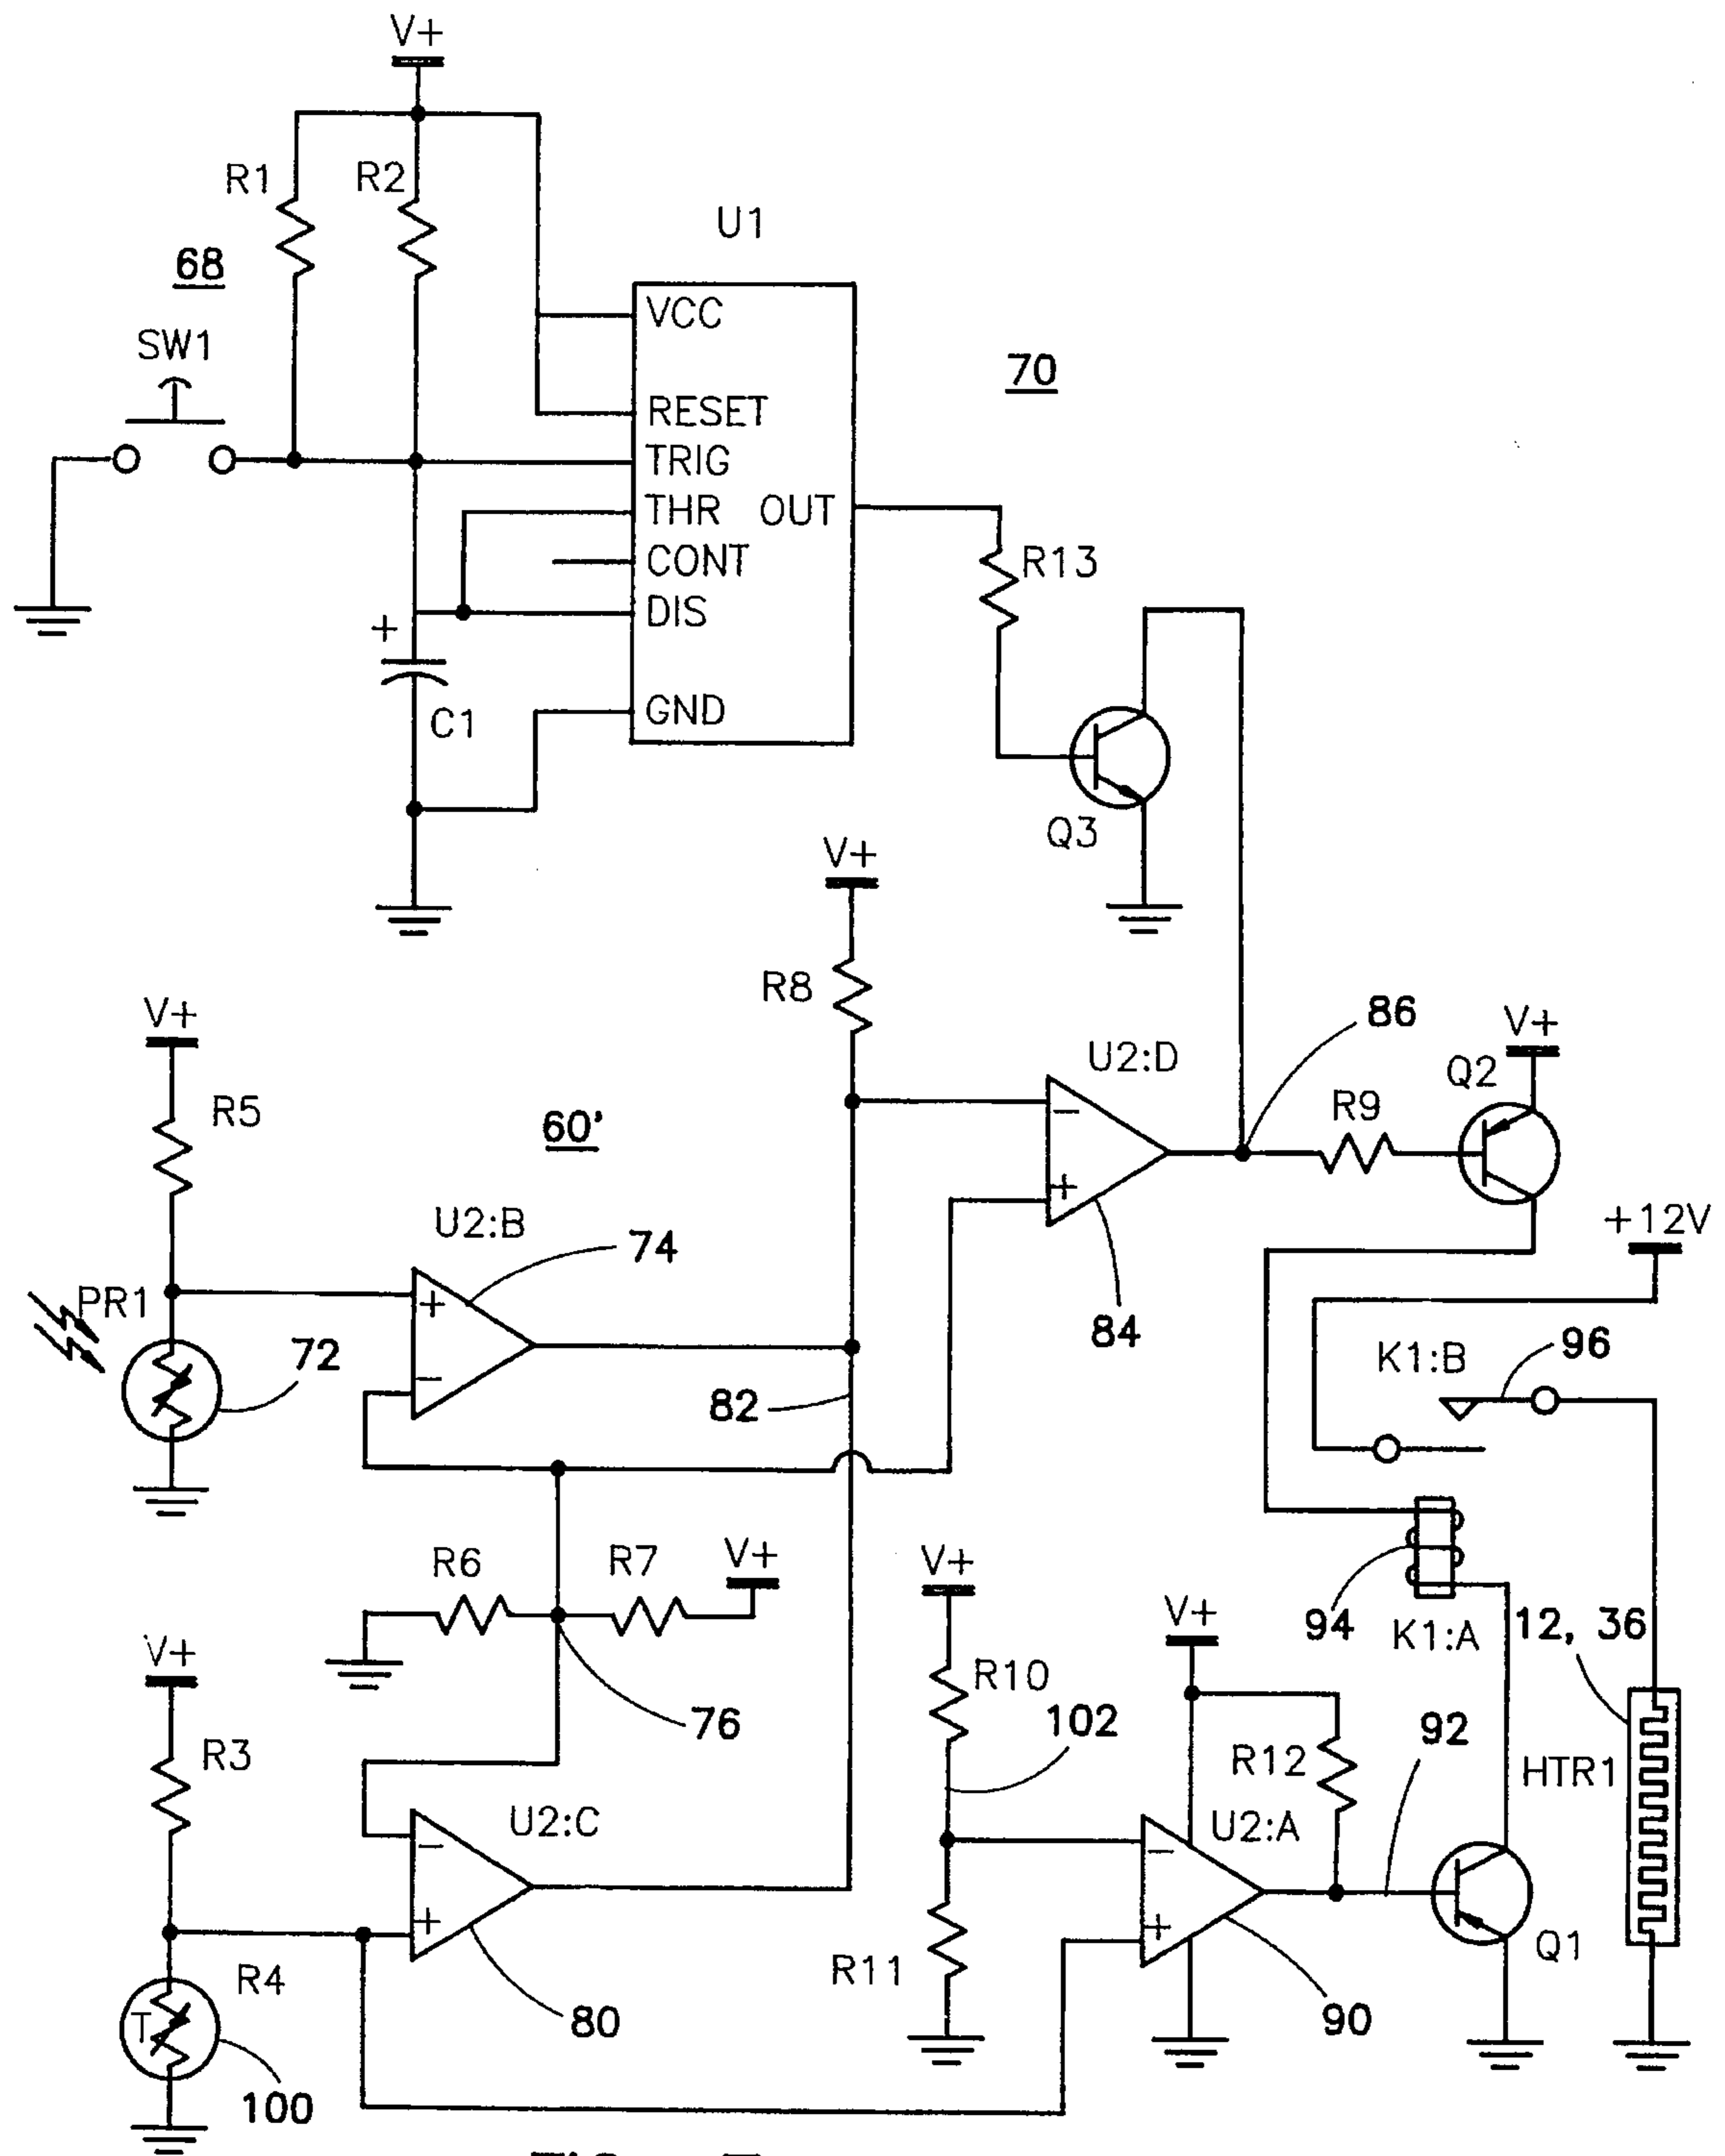 V+
R1
R2
U1
68
VCC
SW1
70
RESET
TRIG
THR
OUT
CONT
R13
DIS
+
C1
GND
Q3
V+
R8
V+
86
V+
U2:D
Q2
R5
60'
R9
−
+
+12V
U2:B
74
PR1
+
84
K1:B
96
72
−
82
R6
R7
V+
V+
94
K1:A
12, 36
V+
V+
R10
76
102
92
R3
R12
HTR1
U2:C
U2:A
−
−
+
+
R4
R11
Q1
T
80
90
100